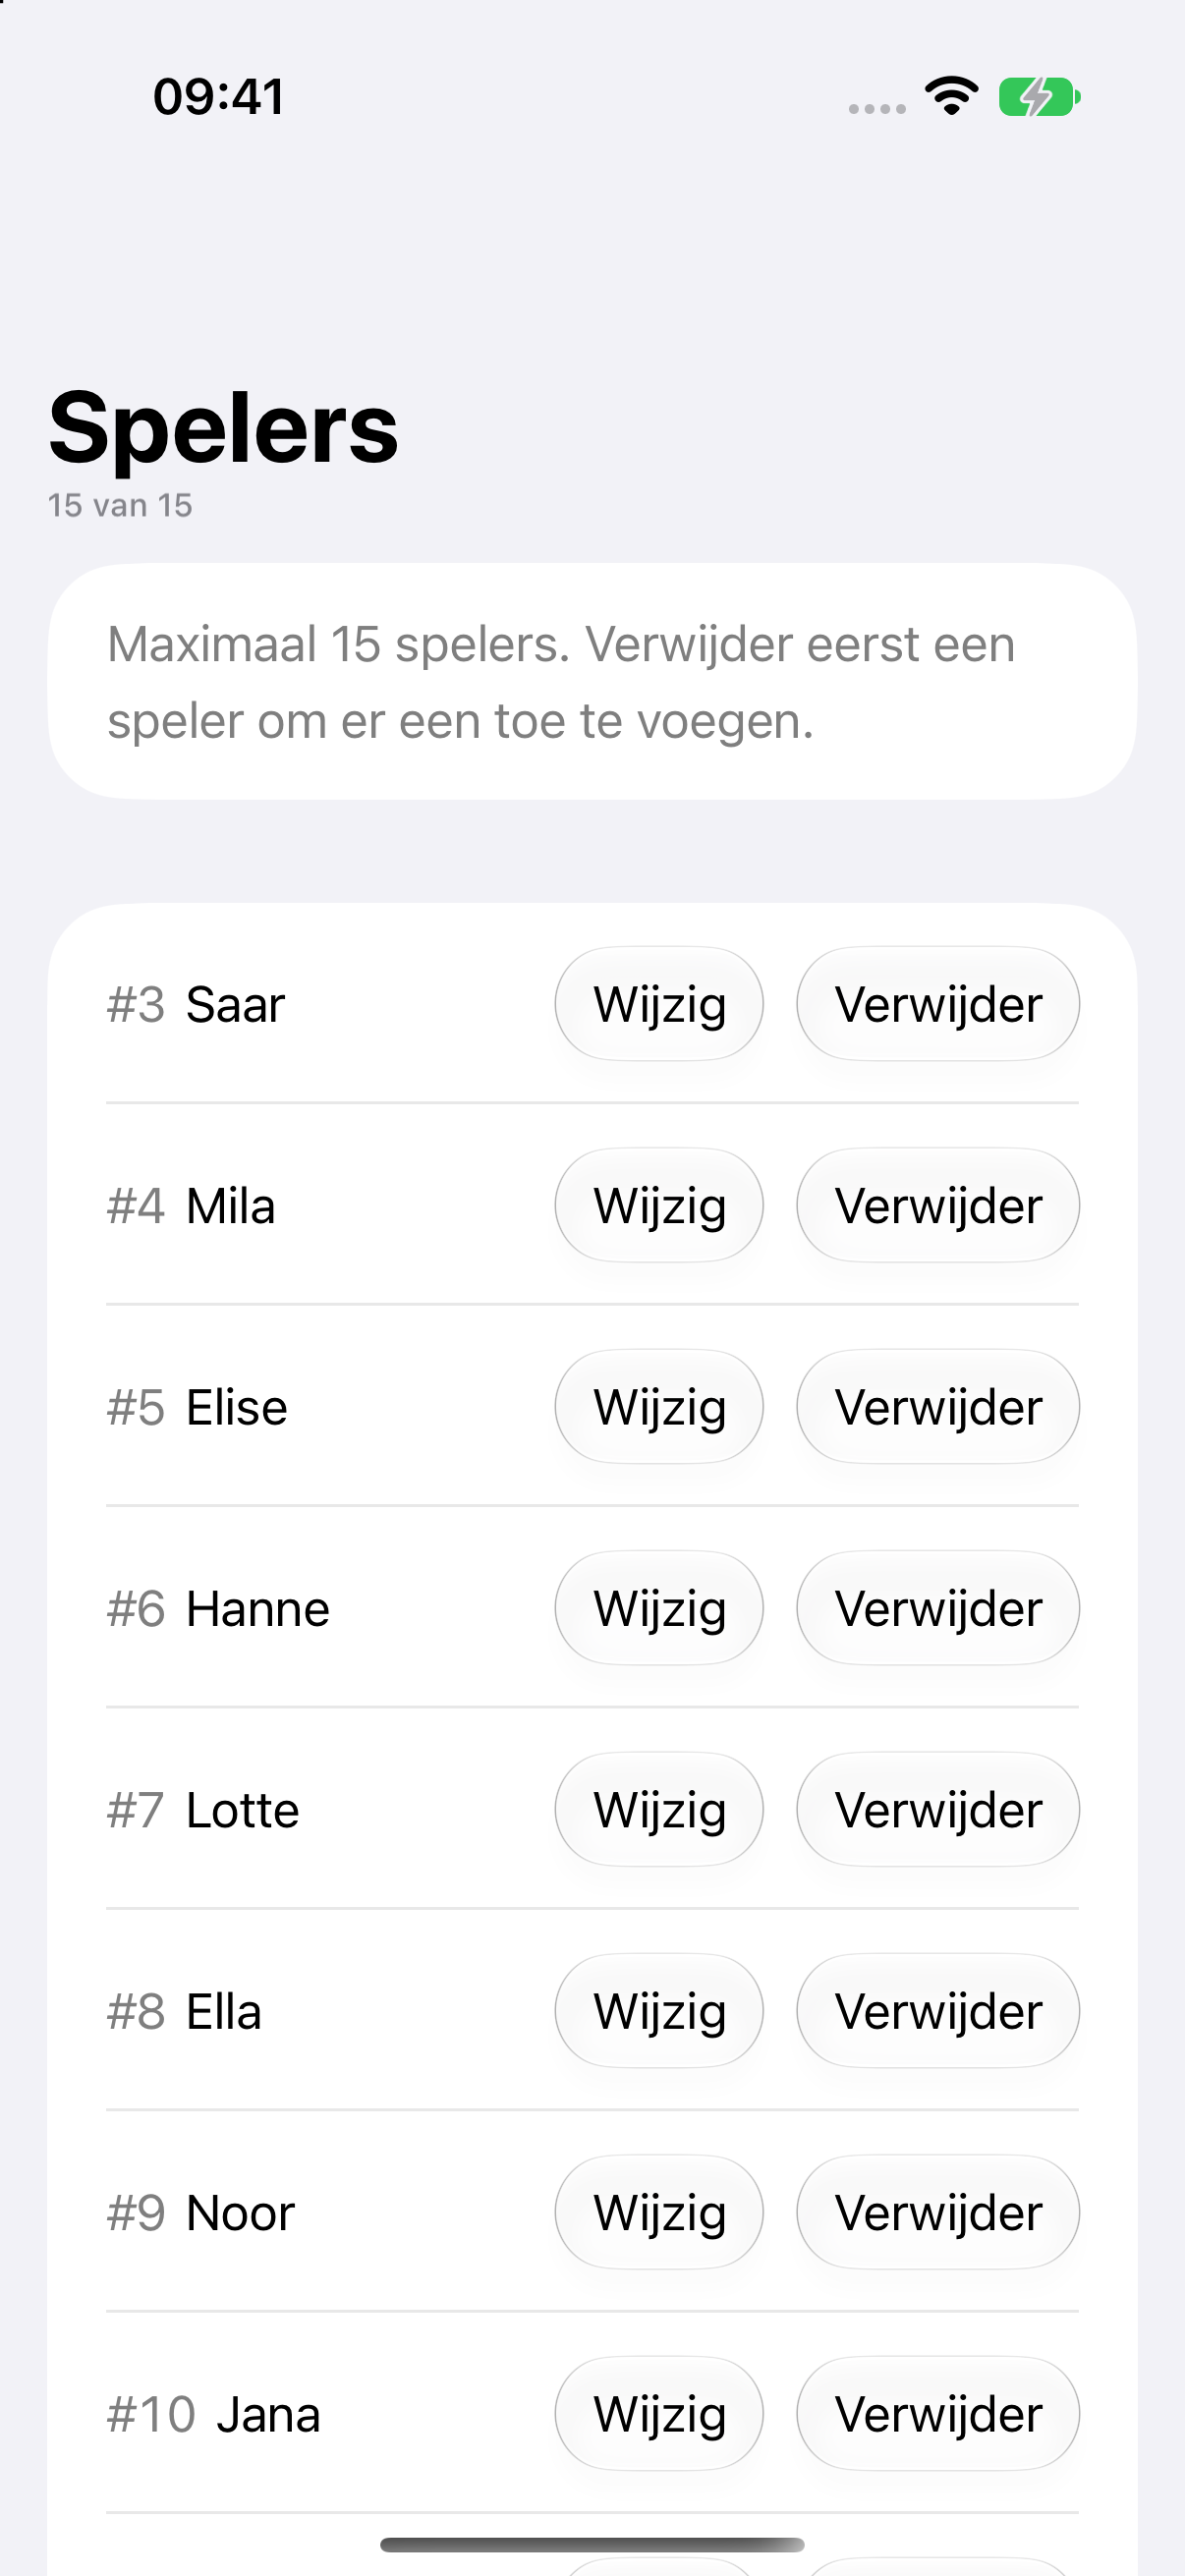 09:41
Spelers
15 van 15
Maximaal 15 spelers. Verwijder eerst een
speler om er een toe te voegen.
#3 Saar Wijzig Verwijder
#4 Mila Wijzig Verwijder
#5 Elise Wijzig Verwijder
#6 Hanne Wijzig Verwijder
#7 Lotte Wijzig Verwijder
#8 Ella Wijzig Verwijder
#9 Noor Wijzig Verwijder
#10 Jana Wijzig Verwijder